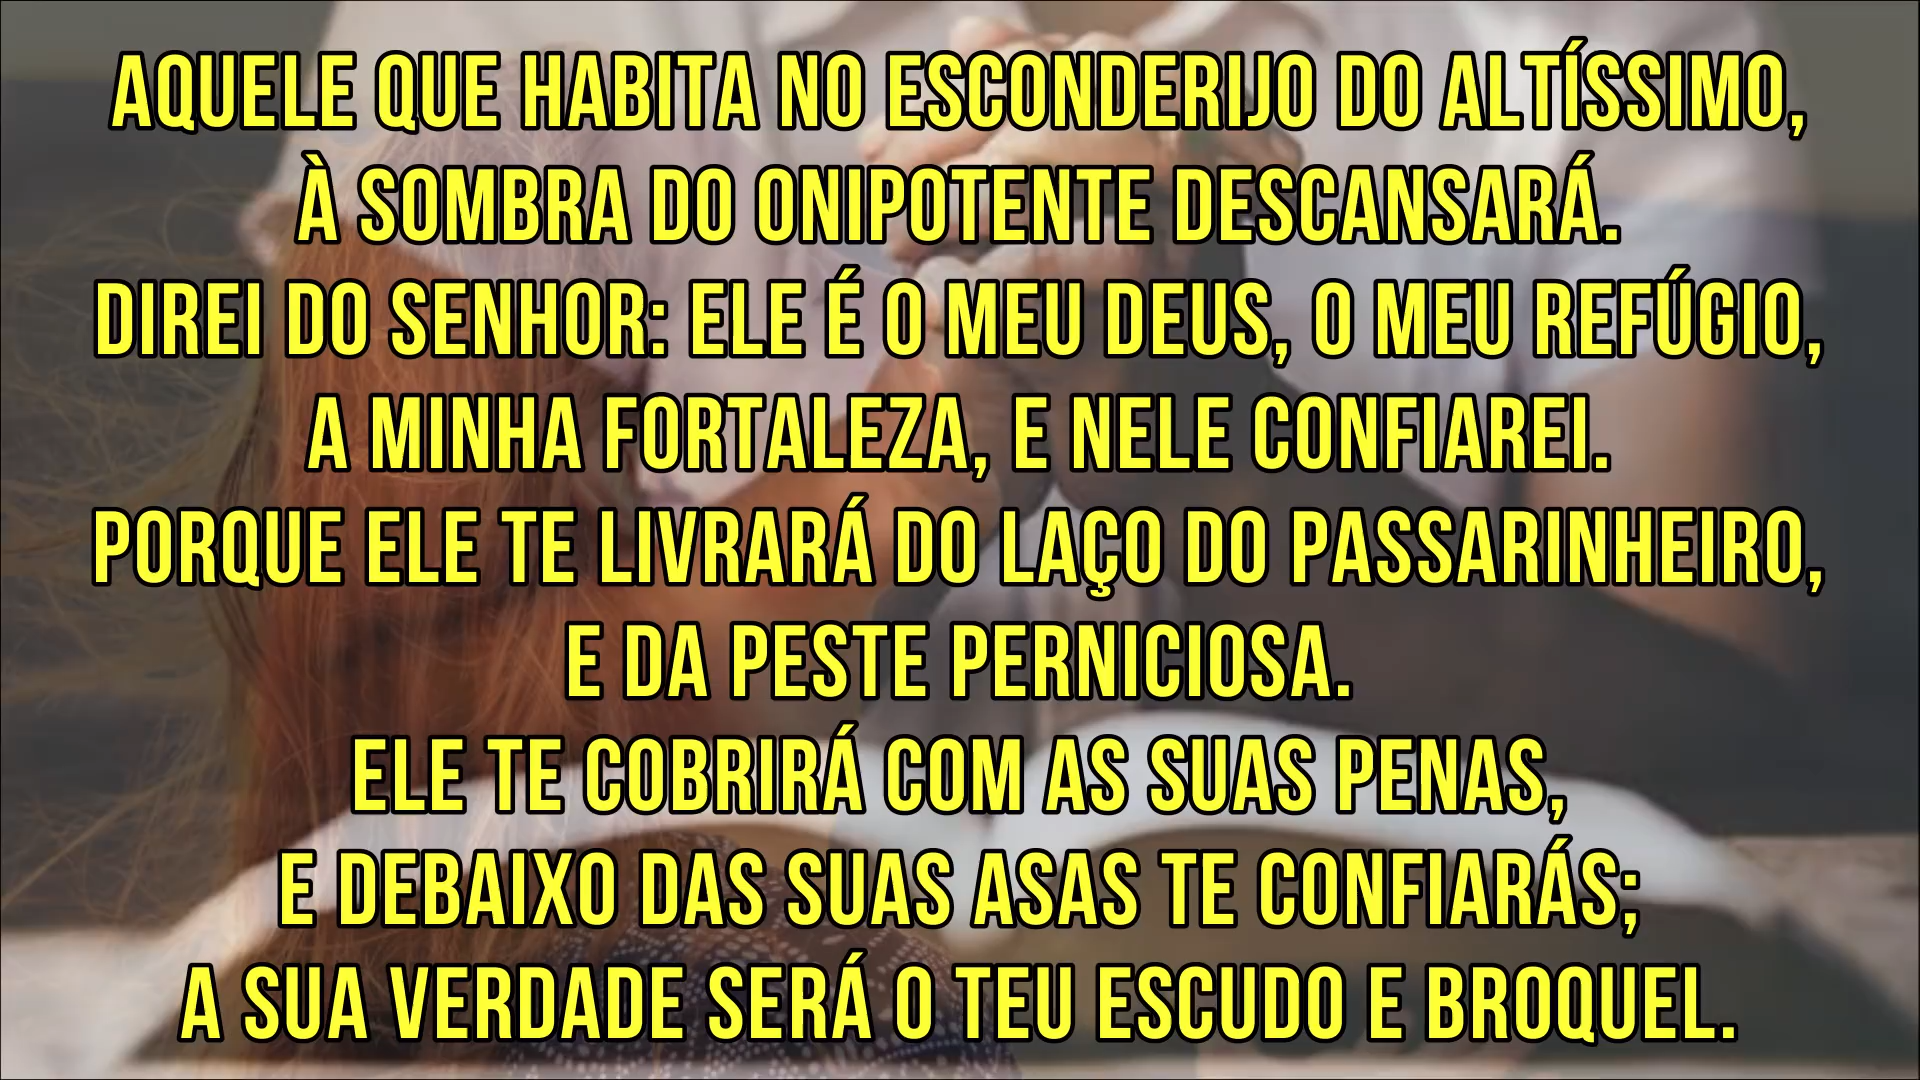 AQUELE QUE HABITA NO ESCONDERIJO DO ALTÍSSIMO,
À SOMBRA DO ONIPOTENTE DESCANSARÁ.
DIREI DO SENHOR: ELE É O MEU DEUS, O MEU REFÚGIO,
A MINHA FORTALEZA, E NELE CONFIAREI.
PORQUE ELE TE LIVRARÁ DO LAÇO DO PASSARINHEIRO,
E DA PESTE PERNICIOSA.
ELE TE COBRIRÁ COM AS SUAS PENAS,
E DEBAIXO DAS SUAS ASAS TE CONFIARÁS;
A SUA VERDADE SERÁ O TEU ESCUDO E BROQUEL.